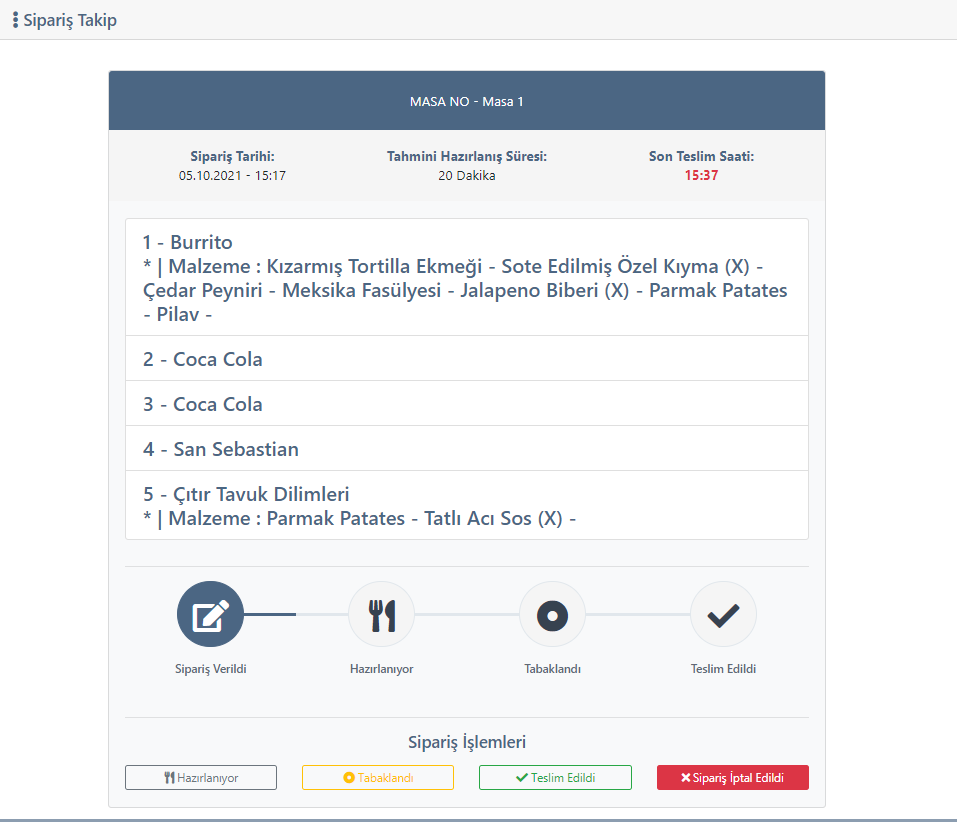 Sipariş Takip
MASA NO - Masa 1
Sipariş Tarihi:
05.10.2021 - 15:17
Tahmini Hazırlanış Süresi:
20 Dakika
Son Teslim Saati:
15:37
1 - Burrito
* | Malzeme : Kızarmış Tortilla Ekmeği - Sote Edilmiş Özel Kıyma (X) -
Çedar Peyniri - Meksika Fasülyesi - Jalapeno Biberi (X) - Parmak Patates
- Pilav -
2 - Coca Cola
3 - Coca Cola
4 - San Sebastian
5 - Çıtır Tavuk Dilimleri
* | Malzeme : Parmak Patates - Tatlı Acı Sos (X) -
Sipariş Verildi
Hazırlanıyor
Tabaklandı
Teslim Edildi
Sipariş İşlemleri
Hazırlanıyor
Tabaklandı
Teslim Edildi
Sipariş İptal Edildi